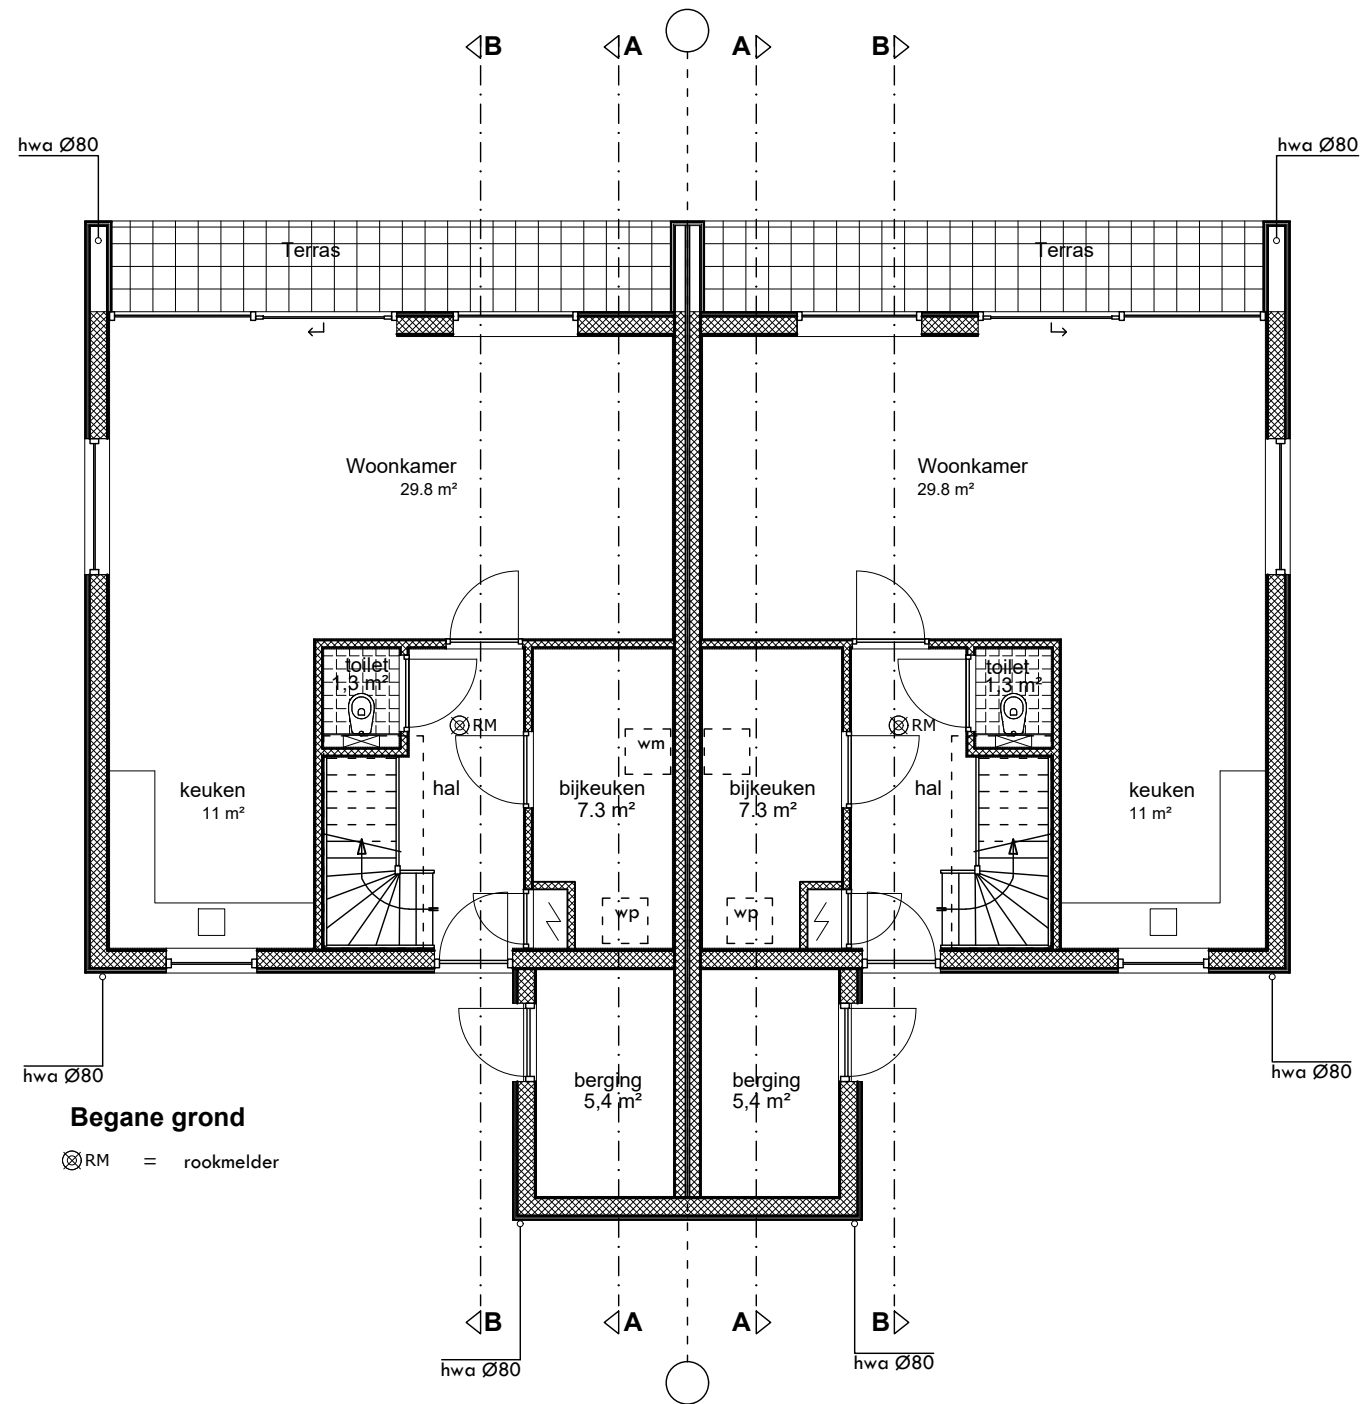 B A A B
hwa Ø80 hwa Ø80
Terras Terras
Woonkamer Woonkamer
29.8 m² 29.8 m²
toilet toilet
1,3 m² 1,3 m²
RM RM
wm
keuken hal bijkeuken bijkeuken hal keuken
11 m² 7.3 m² 7.3 m² 11 m²
wp wp
hwa Ø80 berging berging hwa Ø80
5,4 m² 5,4 m²
Begane grond
RM = rookmelder
B A A B
hwa Ø80 hwa Ø80